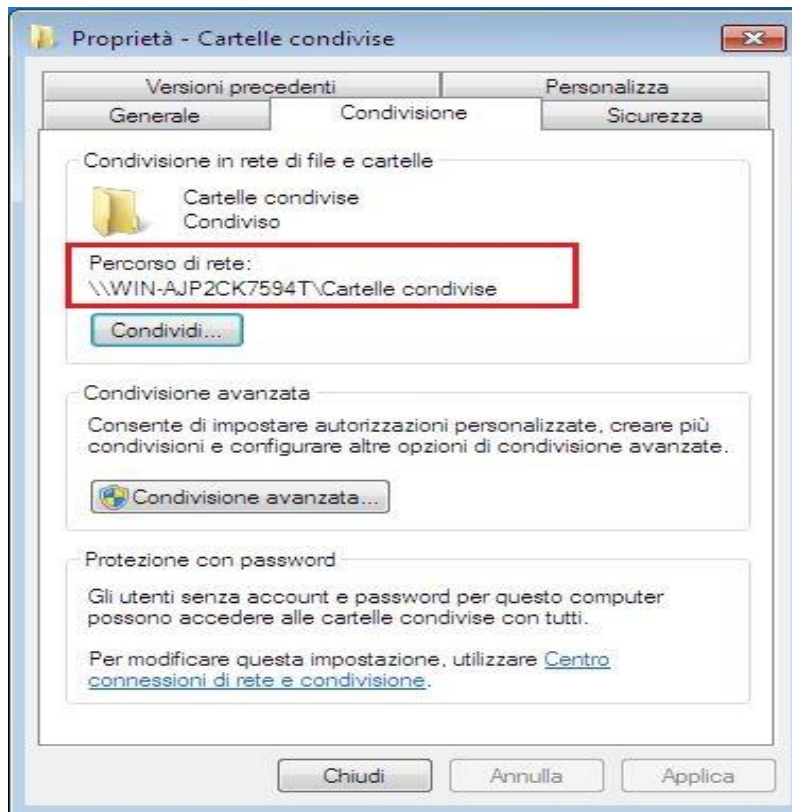 Proprietà - Cartelle condivise
Versioni precedenti
Personalizza
Generale
Condivisione
Sicurezza
Condivisione in rete di file e cartelle
Cartelle condivise
Condiviso
Percorso di rete:
\\WIN-AJP2CK7594T\Cartelle condivise
Condividi...
Condivisione avanzata
Consente di impostare autorizzazioni personalizzate, creare più
condivisioni e configurare altre opzioni di condivisione avanzate.
Condivisione avanzata...
Protezione con password
Gli utenti senza account e password per questo computer
possono accedere alle cartelle condivise con tutti.
Per modificare questa impostazione, utilizzare Centro
connessioni di rete e condivisione.
Chiudi
Annulla
Applica